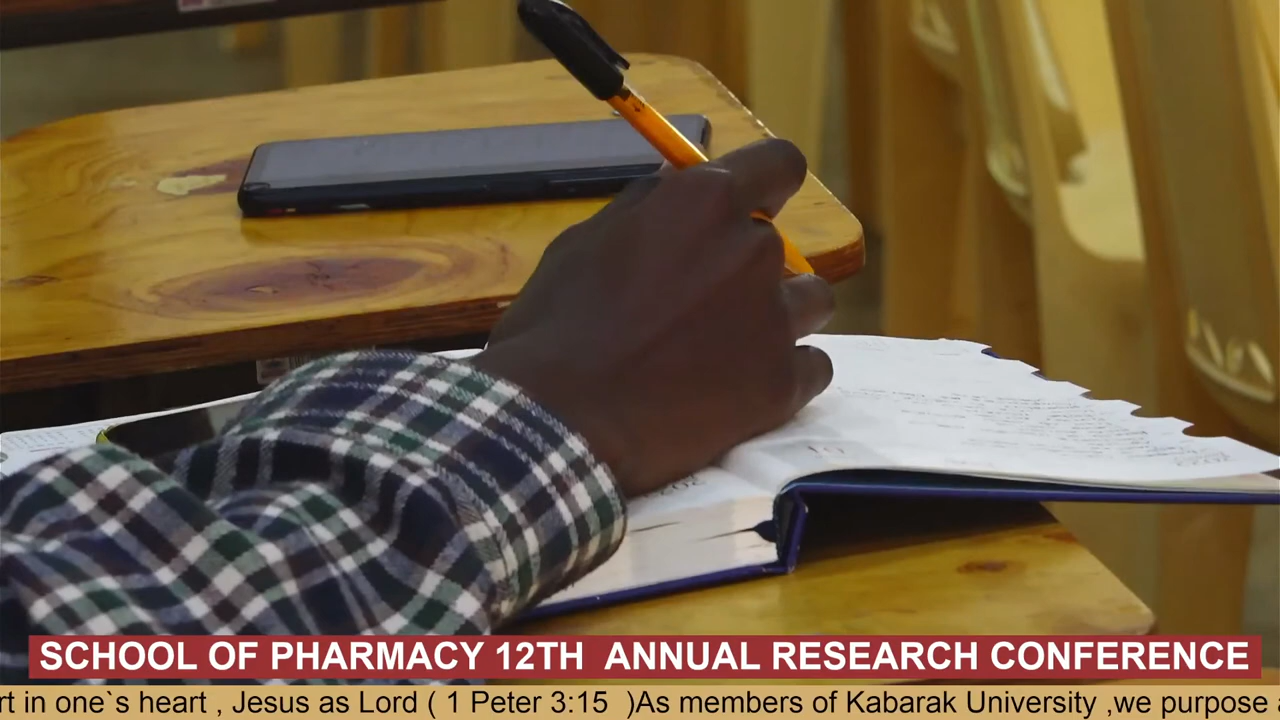 SCHOOL OF PHARMACY 12TH  ANNUAL RESEARCH CONFERENCE
rt in one`s heart , Jesus as Lord ( 1 Peter 3:15  )As members of Kabarak University ,we purpose